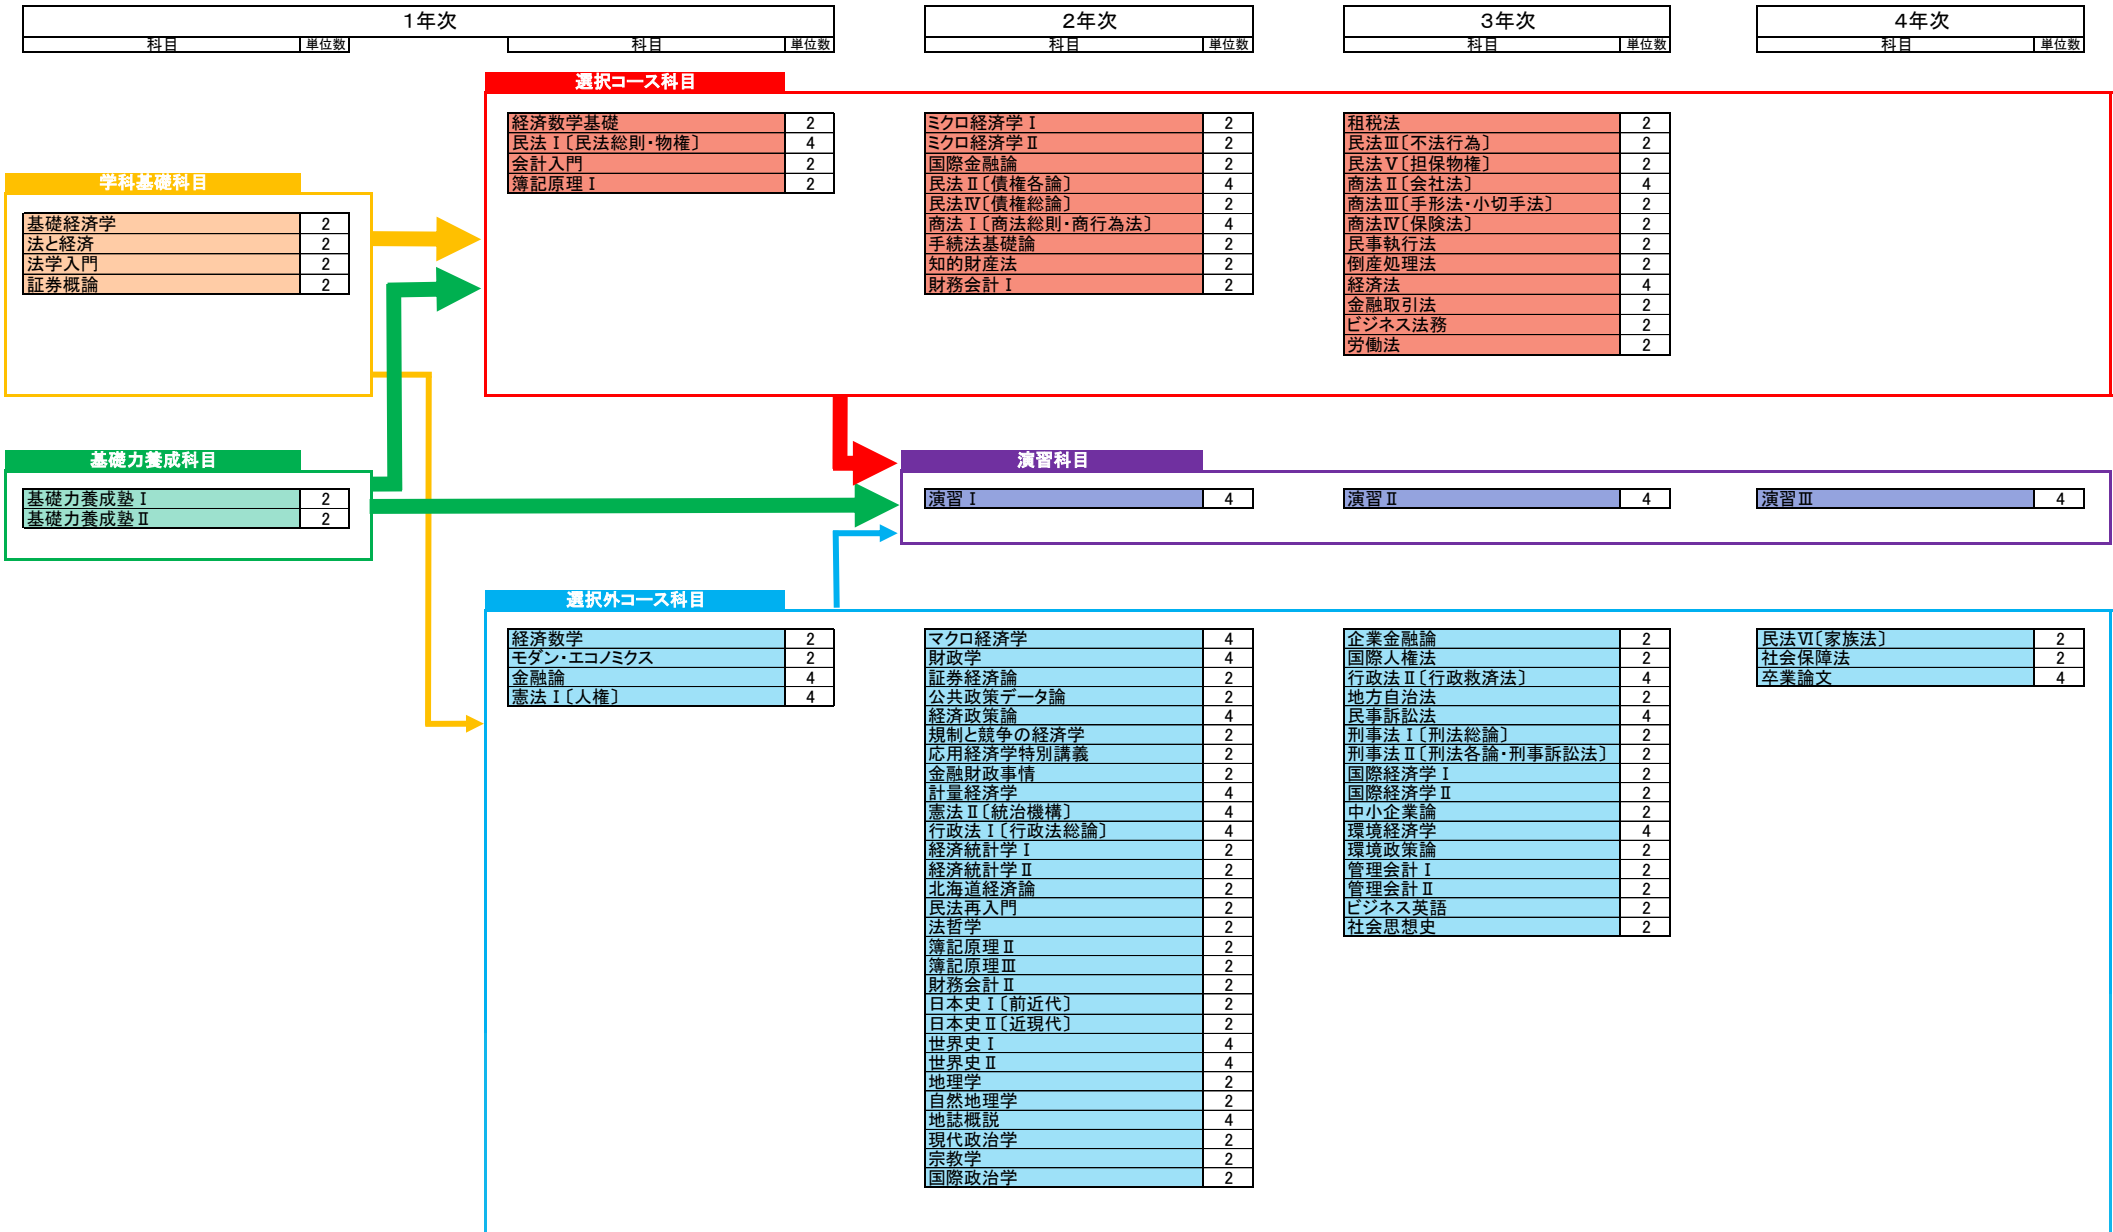 1年次
2年次
3年次
4年次
科目 単位数
科目 単位数
科目 単位数
科目 単位数
科目 単位数
選択コース科目
経済数学基礎 2
民法Ⅰ〔民法総則・物権〕 4
会計入門 2
簿記原理Ⅰ 2
ミクロ経済学Ⅰ 2
ミクロ経済学Ⅱ 2
国際金融論 2
民法Ⅱ〔債権各論〕 4
民法Ⅳ〔債権総論〕 2
商法Ⅰ〔商法総則・商行為法〕 4
手続法基礎論 2
知的財産法 2
財務会計Ⅰ 2
租税法 2
民法Ⅲ〔不法行為〕 2
民法Ⅴ〔担保物権〕 2
商法Ⅱ〔会社法〕 4
商法Ⅲ〔手形法・小切手法〕 2
商法Ⅳ〔保険法〕 2
民事執行法 2
倒産処理法 2
経済法 4
金融取引法 2
ビジネス法務 2
労働法 2
学科基礎科目
基礎経済学 2
法と経済 2
法学入門 2
証券概論 2
基礎力養成科目
基礎力養成塾Ⅰ 2
基礎力養成塾Ⅱ 2
演習科目
演習Ⅰ 4
演習Ⅱ 4
演習Ⅲ 4
選択外コース科目
経済数学 2
モダン・エコノミクス 2
金融論 4
憲法Ⅰ〔人権〕 4
マクロ経済学 4
財政学 4
証券経済論 2
公共政策データ論 2
経済政策論 4
規制と競争の経済学 2
応用経済学特別講義 2
金融財政事情 2
計量経済学 4
憲法Ⅱ〔統治機構〕 4
行政法Ⅰ〔行政法総論〕 4
経済統計学Ⅰ 2
経済統計学Ⅱ 2
北海道経済論 2
民法再入門 2
法哲学 2
簿記原理Ⅱ 2
簿記原理Ⅲ 2
財務会計Ⅱ 2
日本史Ⅰ〔前近代〕 2
日本史Ⅱ〔近現代〕 2
世界史Ⅰ 4
世界史Ⅱ 4
地理学 2
自然地理学 2
地誌概説 4
現代政治学 2
宗教学 2
国際政治学 2
企業金融論 2
国際人権法 2
行政法Ⅱ〔行政救済法〕 4
地方自治法 2
民事訴訟法 4
刑事法Ⅰ〔刑法総論〕 2
刑事法Ⅱ〔刑法各論・刑事訴訟法〕 2
国際経済学Ⅰ 2
国際経済学Ⅱ 2
中小企業論 2
環境経済学 4
環境政策論 2
管理会計Ⅰ 2
管理会計Ⅱ 2
ビジネス英語 2
社会思想史 2
民法Ⅵ〔家族法〕 2
社会保障法 2
卒業論文 4